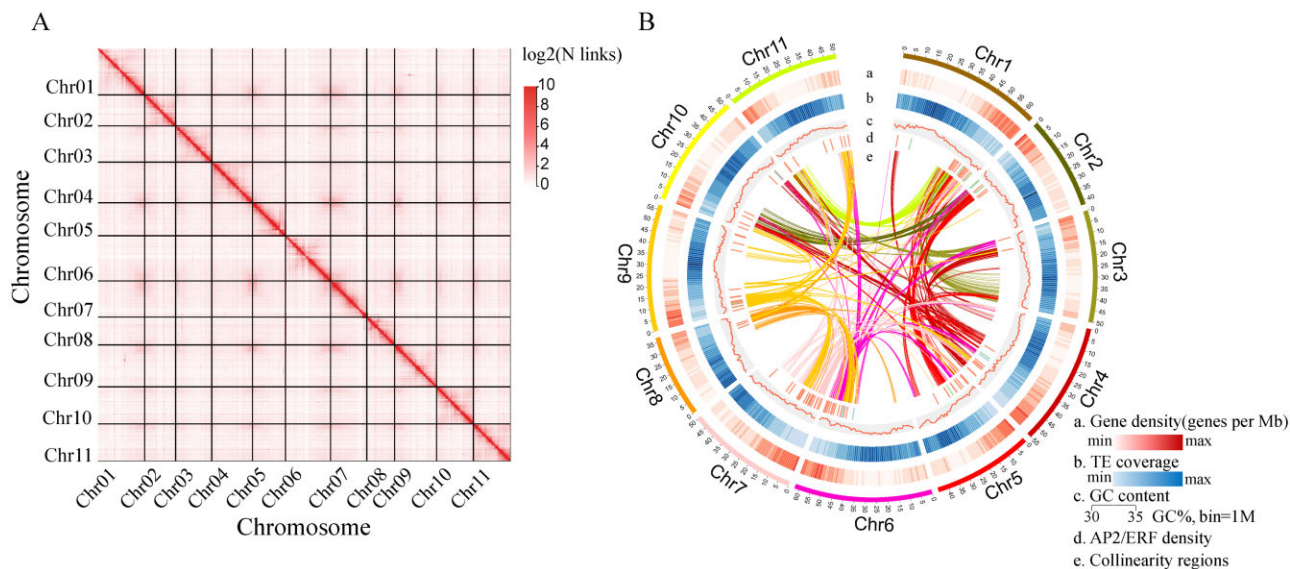 A
log2(N links)
10
8
6
4
2
0
Chromosome
Chr01
Chr02
Chr03
Chr04
Chr05
Chr06
Chr07
Chr08
Chr09
Chr10
Chr11
Chr01
Chr02
Chr03
Chr04
Chr05
Chr06
Chr07
Chr08
Chr09
Chr10
Chr11
Chromosome
B
Chr1
Chr2
Chr3
Chr4
Chr5
Chr6
Chr7
Chr8
Chr9
Chr10
Chr11
a
b
c
d
e
a. Gene density(genes per Mb)
min max
b. TE coverage
min max
c. GC content
30 35 GC%, bin=1M
d. AP2/ERF density
e. Collinearity regions